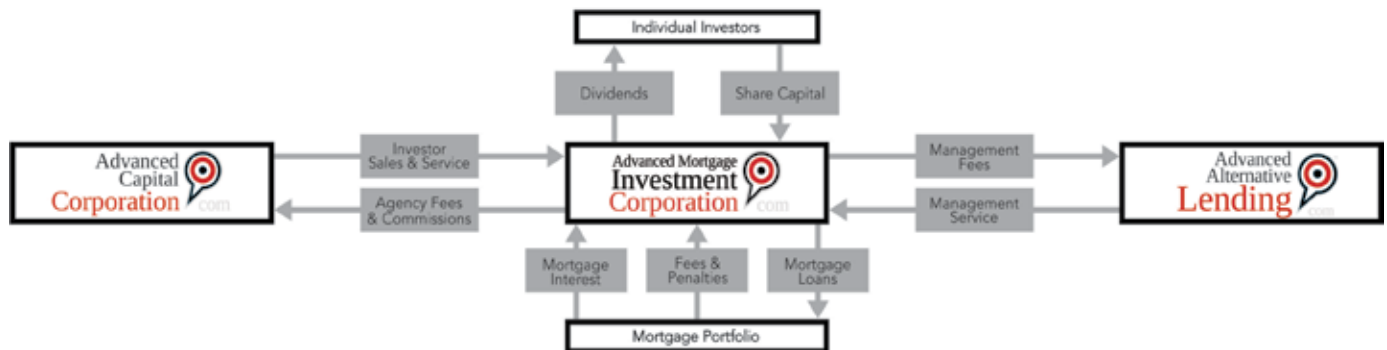 Individual Investors
Dividends
Share Capital
Advanced
Capital
Corporation
.com
Investor
Sales & Service
Agency Fees
& Commissions
Advanced Mortgage
Investment
Corporation
.com
Management
Fees
Management
Service
Advanced
Alternative
Lending
.com
Mortgage
Interest
Fees &
Penalties
Mortgage
Loans
Mortgage Portfolio